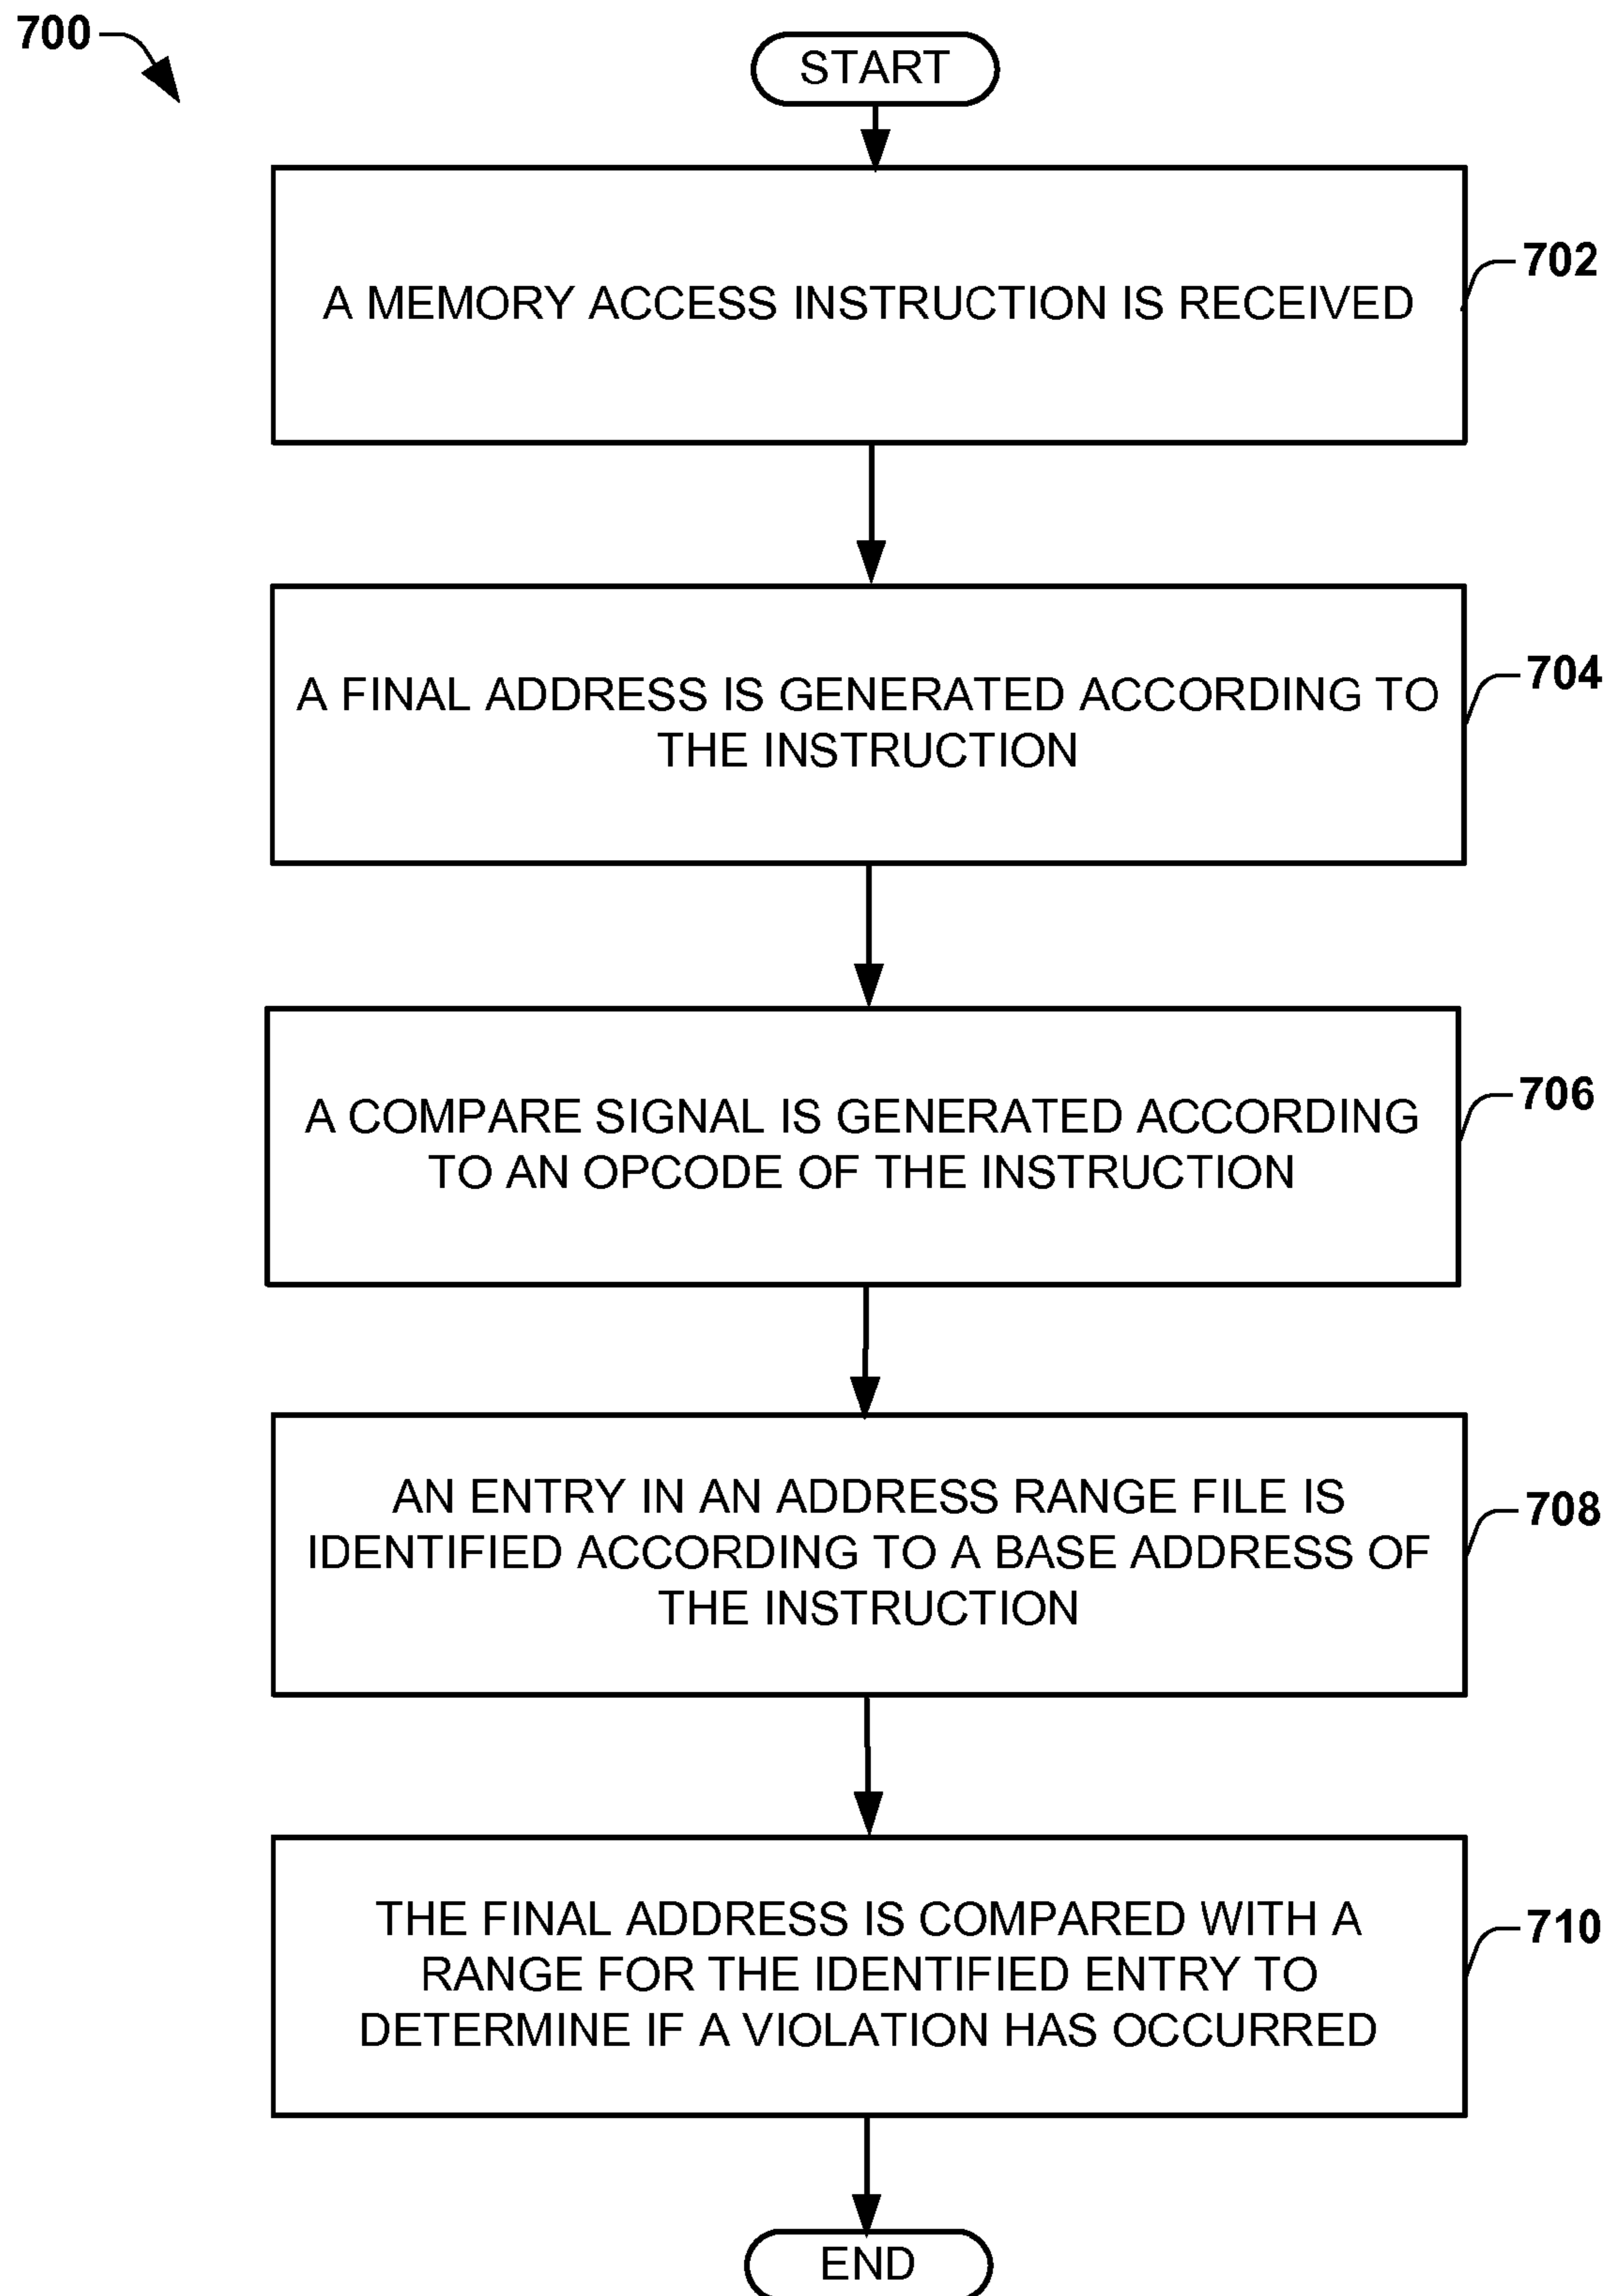 700
START
A MEMORY ACCESS INSTRUCTION IS RECEIVED
702
A FINAL ADDRESS IS GENERATED ACCORDING TO
THE INSTRUCTION
704
A COMPARE SIGNAL IS GENERATED ACCORDING
TO AN OPCODE OF THE INSTRUCTION
706
AN ENTRY IN AN ADDRESS RANGE FILE IS
IDENTIFIED ACCORDING TO A BASE ADDRESS OF
THE INSTRUCTION
708
THE FINAL ADDRESS IS COMPARED WITH A
RANGE FOR THE IDENTIFIED ENTRY TO
DETERMINE IF A VIOLATION HAS OCCURRED
710
END